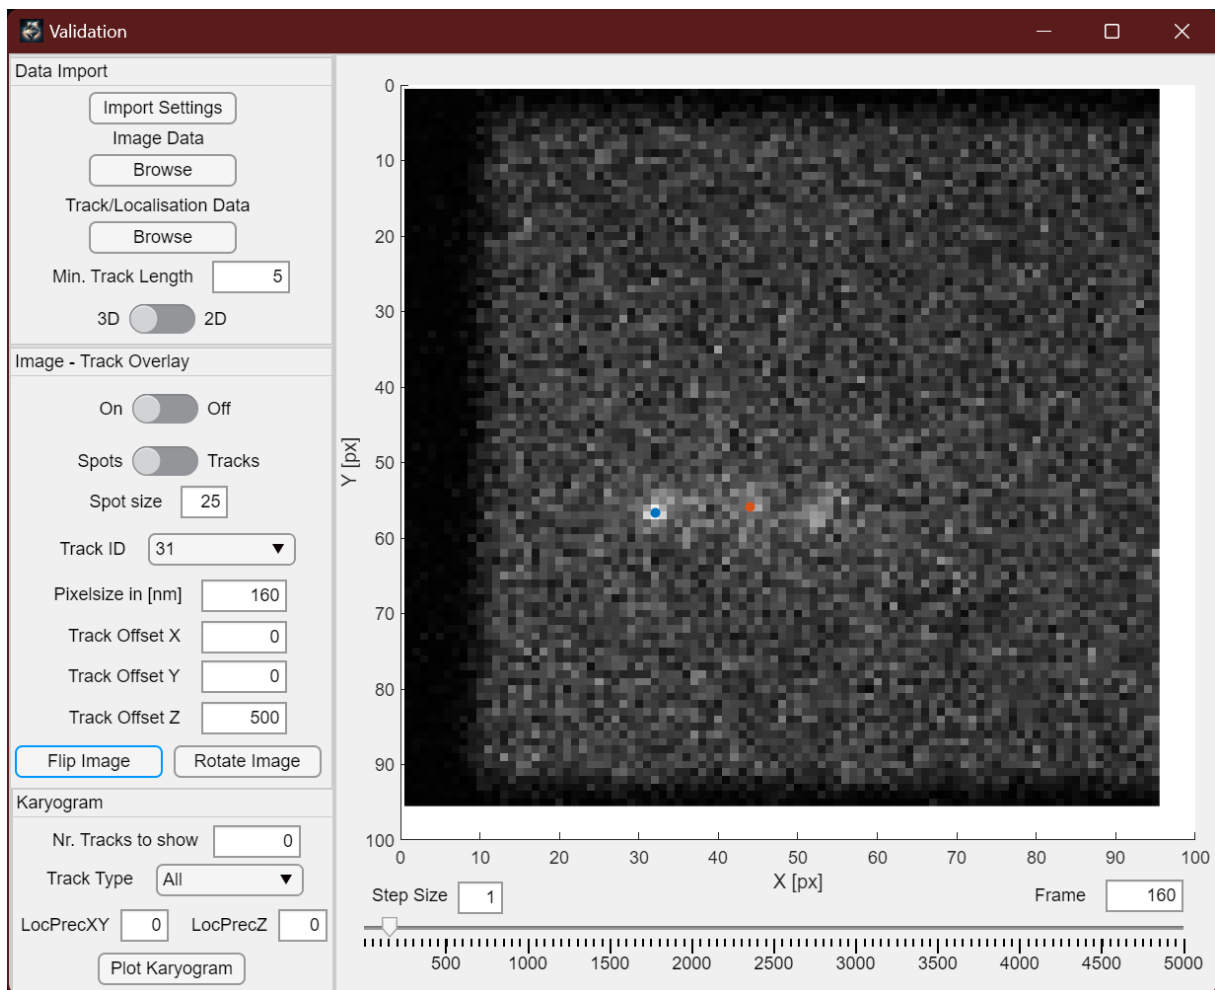 Validation
Data Import
Import Settings
Image Data
Browse
Track/Localisation Data
Browse
Min. Track Length 5
3D 2D
Image - Track Overlay
On Off
Spots Tracks
Spot size 25
Track ID 31
Pixelsize in [nm] 160
Track Offset X 0
Track Offset Y 0
Track Offset Z 500
Flip Image Rotate Image
Karyogram
Nr. Tracks to show 0
Track Type All
LocPrecXY 0 LocPrecZ 0
Plot Karyogram
0
10
20
30
40
50
60
70
80
90
100
Y [px]
0 10 20 30 40 50 60 70 80 90 100
X [px]
Step Size 1
Frame 160
500 1000 1500 2000 2500 3000 3500 4000 4500 5000